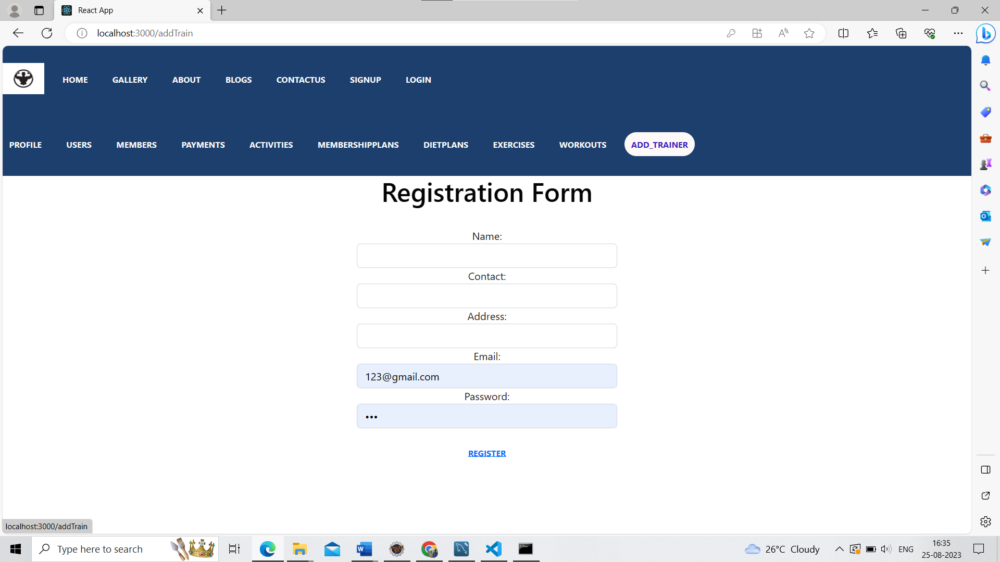 React App
localhost:3000/addTrain
HOME GALLERY ABOUT BLOGS CONTACTUS SIGNUP LOGIN
PROFILE USERS MEMBERS PAYMENTS ACTIVITIES MEMBERSHIPPLANS DIETPLANS EXERCISES WORKOUTS ADD_TRAINER
Registration Form
Name:
Contact:
Address:
Email:
123@gmail.com
Password:
REGISTER
localhost:3000/addTrain
Type here to search
26°C Cloudy
ENG
16:35
25-08-2023